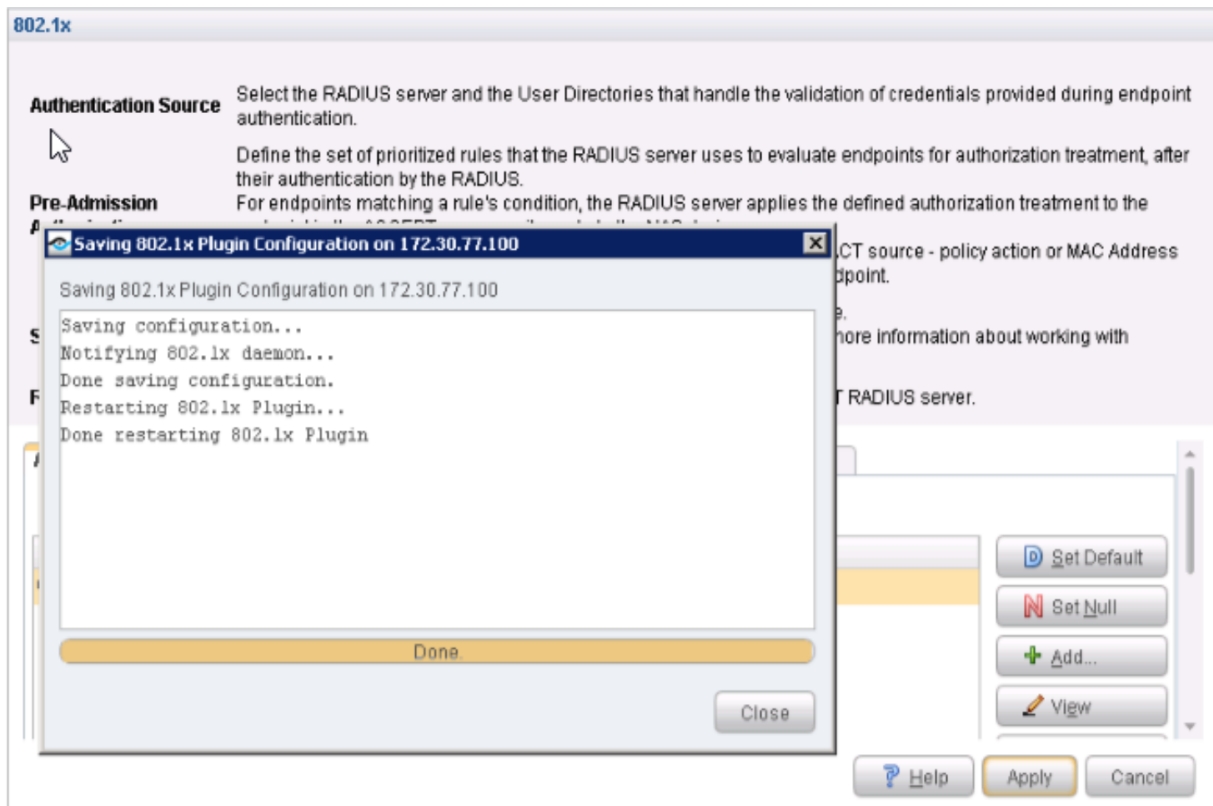 802.1x
Authentication Source
Select the RADIUS server and the User Directories that handle the validation of credentials provided during endpoint
authentication.
Define the set of prioritized rules that the RADIUS server uses to evaluate endpoints for authorization treatment, after
their authentication by the RADIUS.
Pre-Admission
For endpoints matching a rule's condition, the RADIUS server applies the defined authorization treatment to the
Saving 802.1x Plugin Configuration on 172.30.77.100
CT source - policy action or MAC Address
Saving 802.1x Plugin Configuration on 172.30.77.100
Saving configuration...
more information about working with
Notifying 802.1x daemon...
Done saving configuration.
RADIUS server.
Restarting 802.1x Plugin...
Done restarting 802.1x Plugin
Set Default
Set Null
Done.
Add...
View
Close
Help
Apply
Cancel